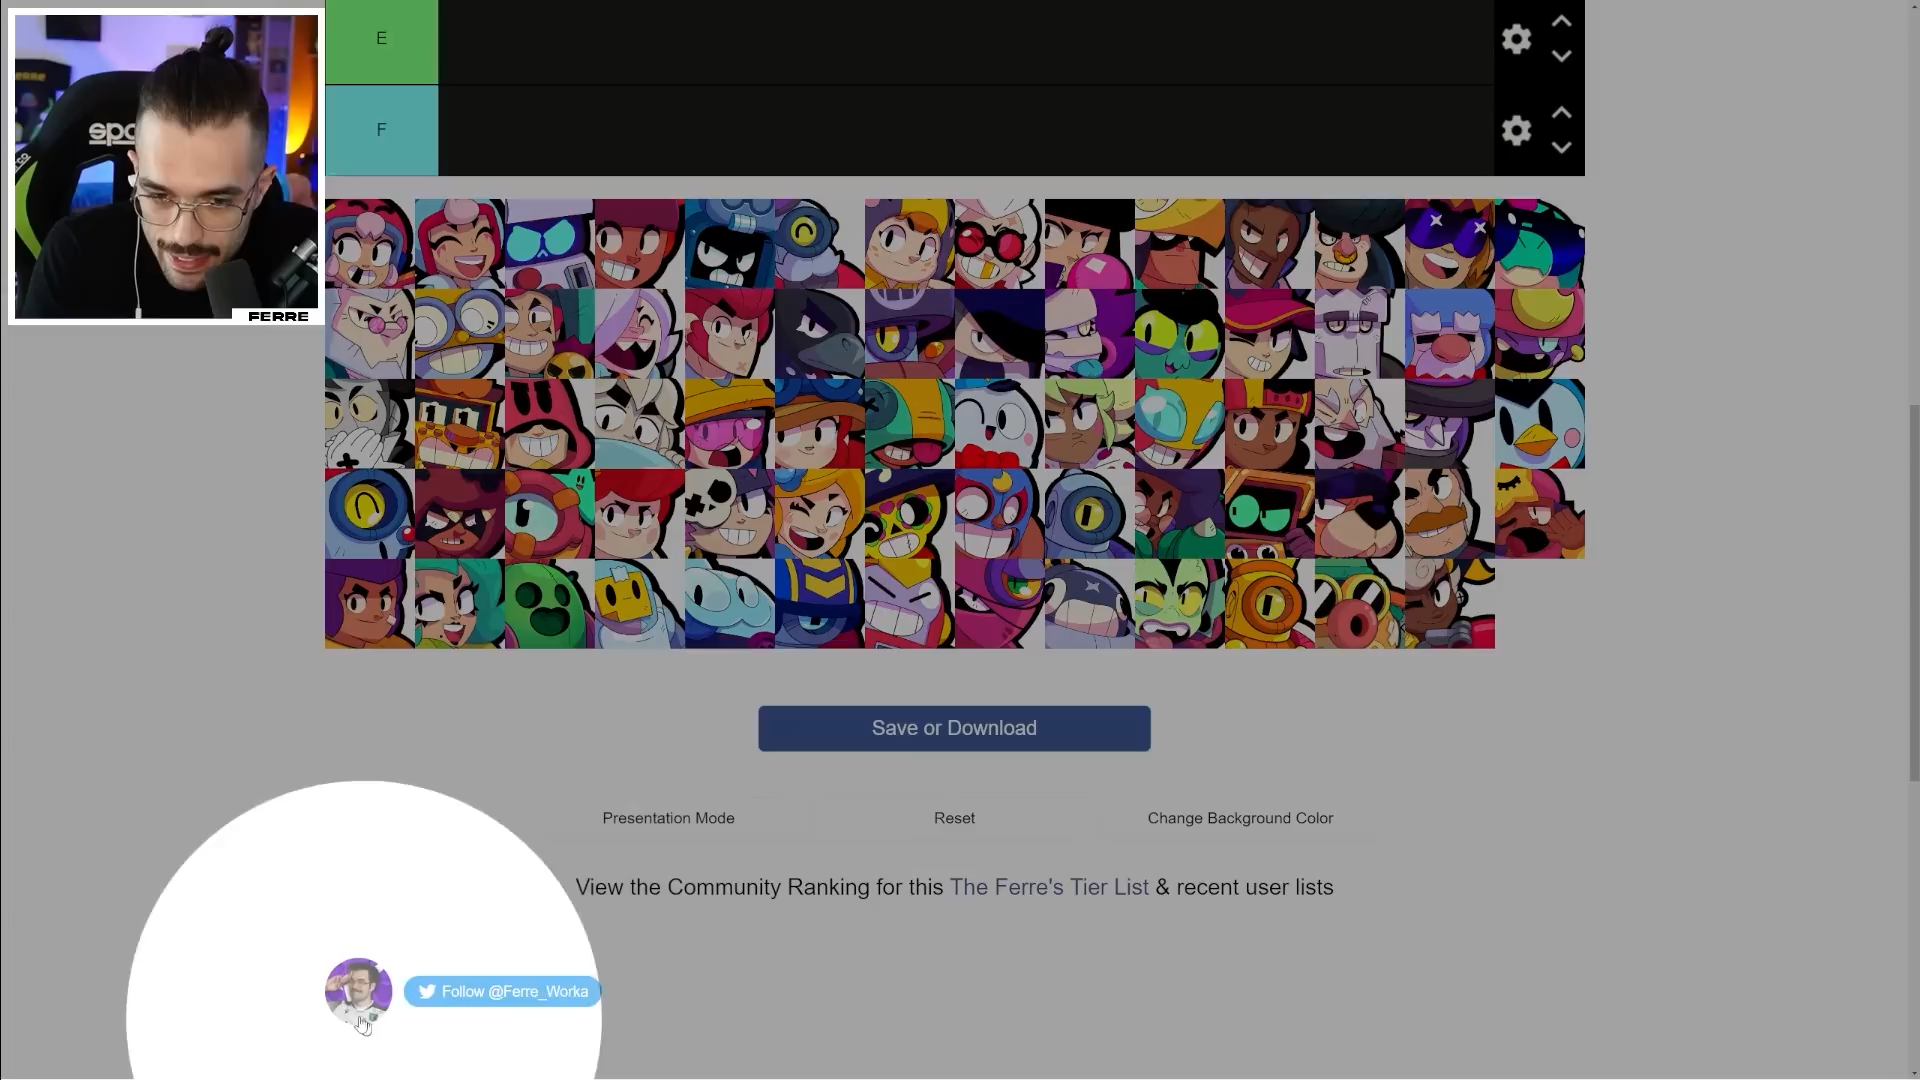 E
F
FERRE
Save or Download
Presentation Mode
Reset
Change Background Color
View the Community Ranking for this The Ferre's Tier List & recent user lists
Follow @Ferre_Worka